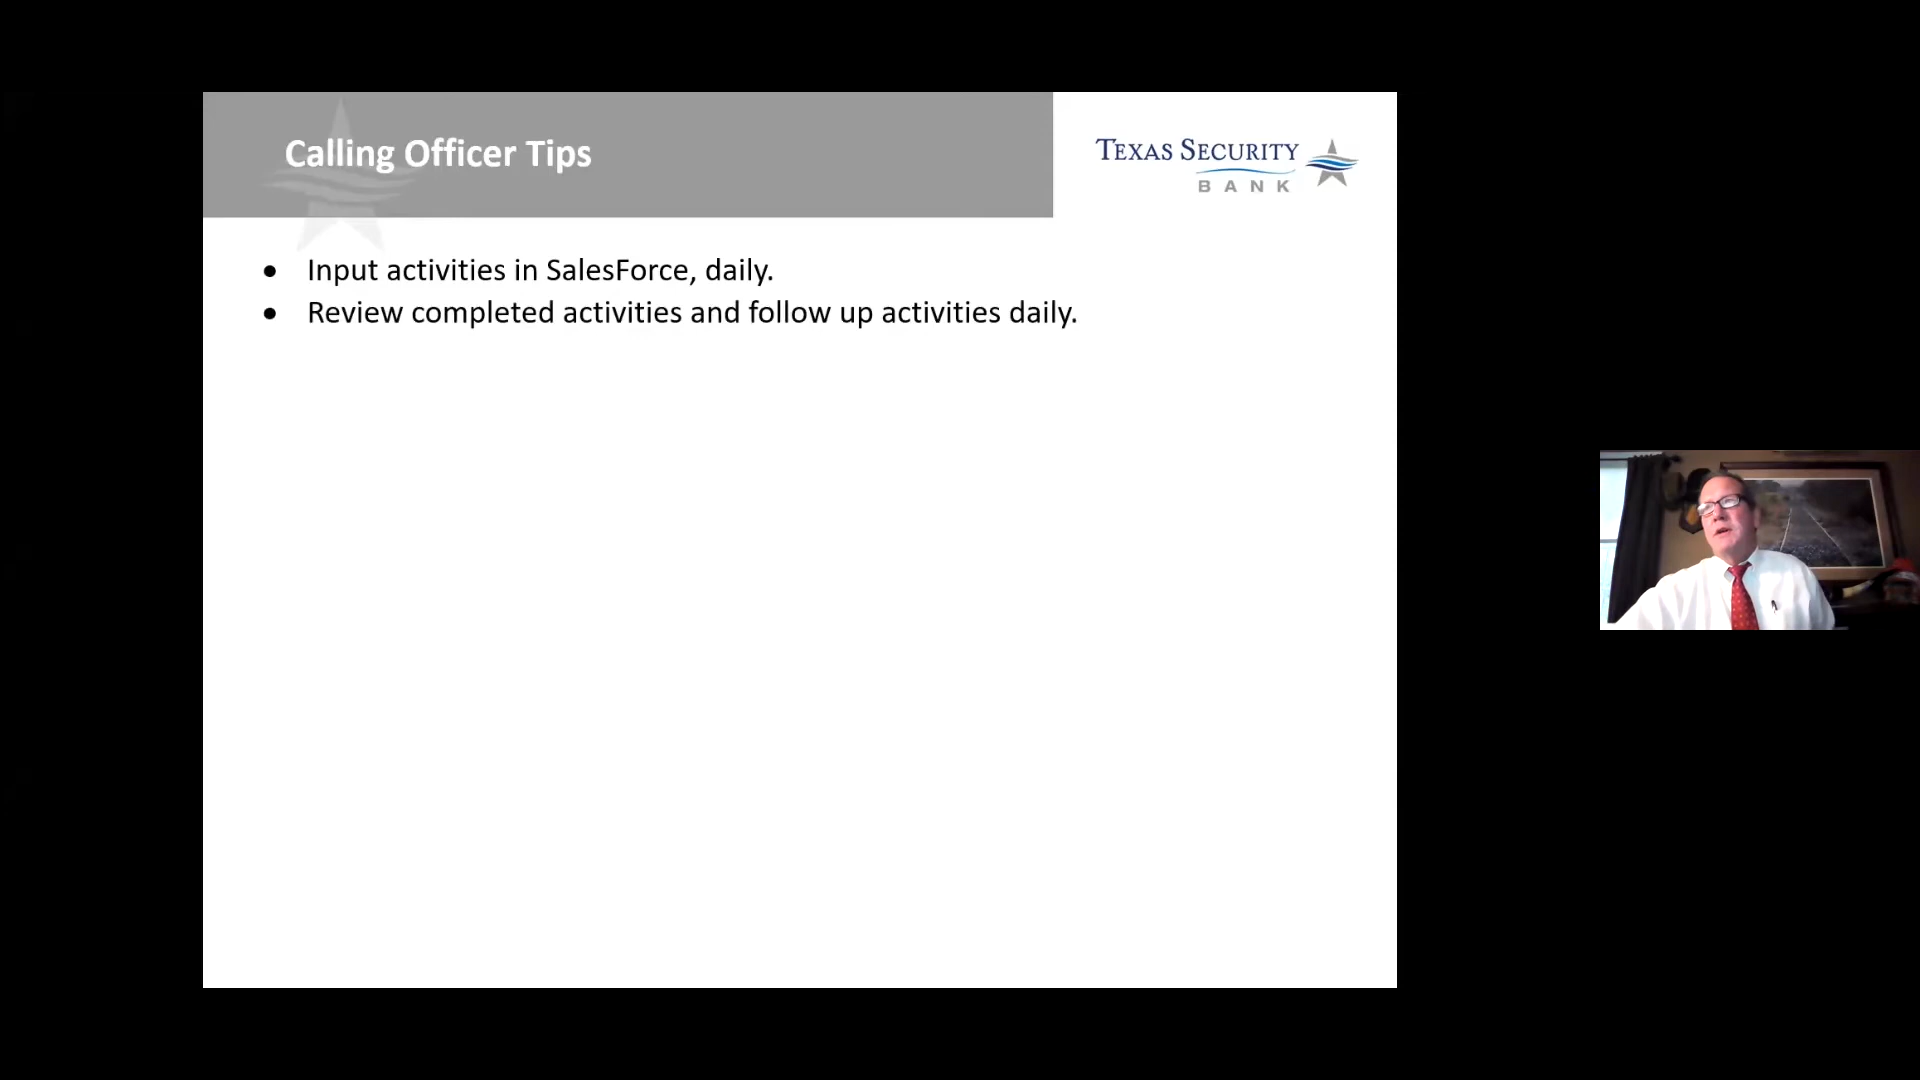 Calling Officer Tips
TEXAS SECURITY
BANK
● Input activities in SalesForce, daily.
● Review completed activities and follow up activities daily.